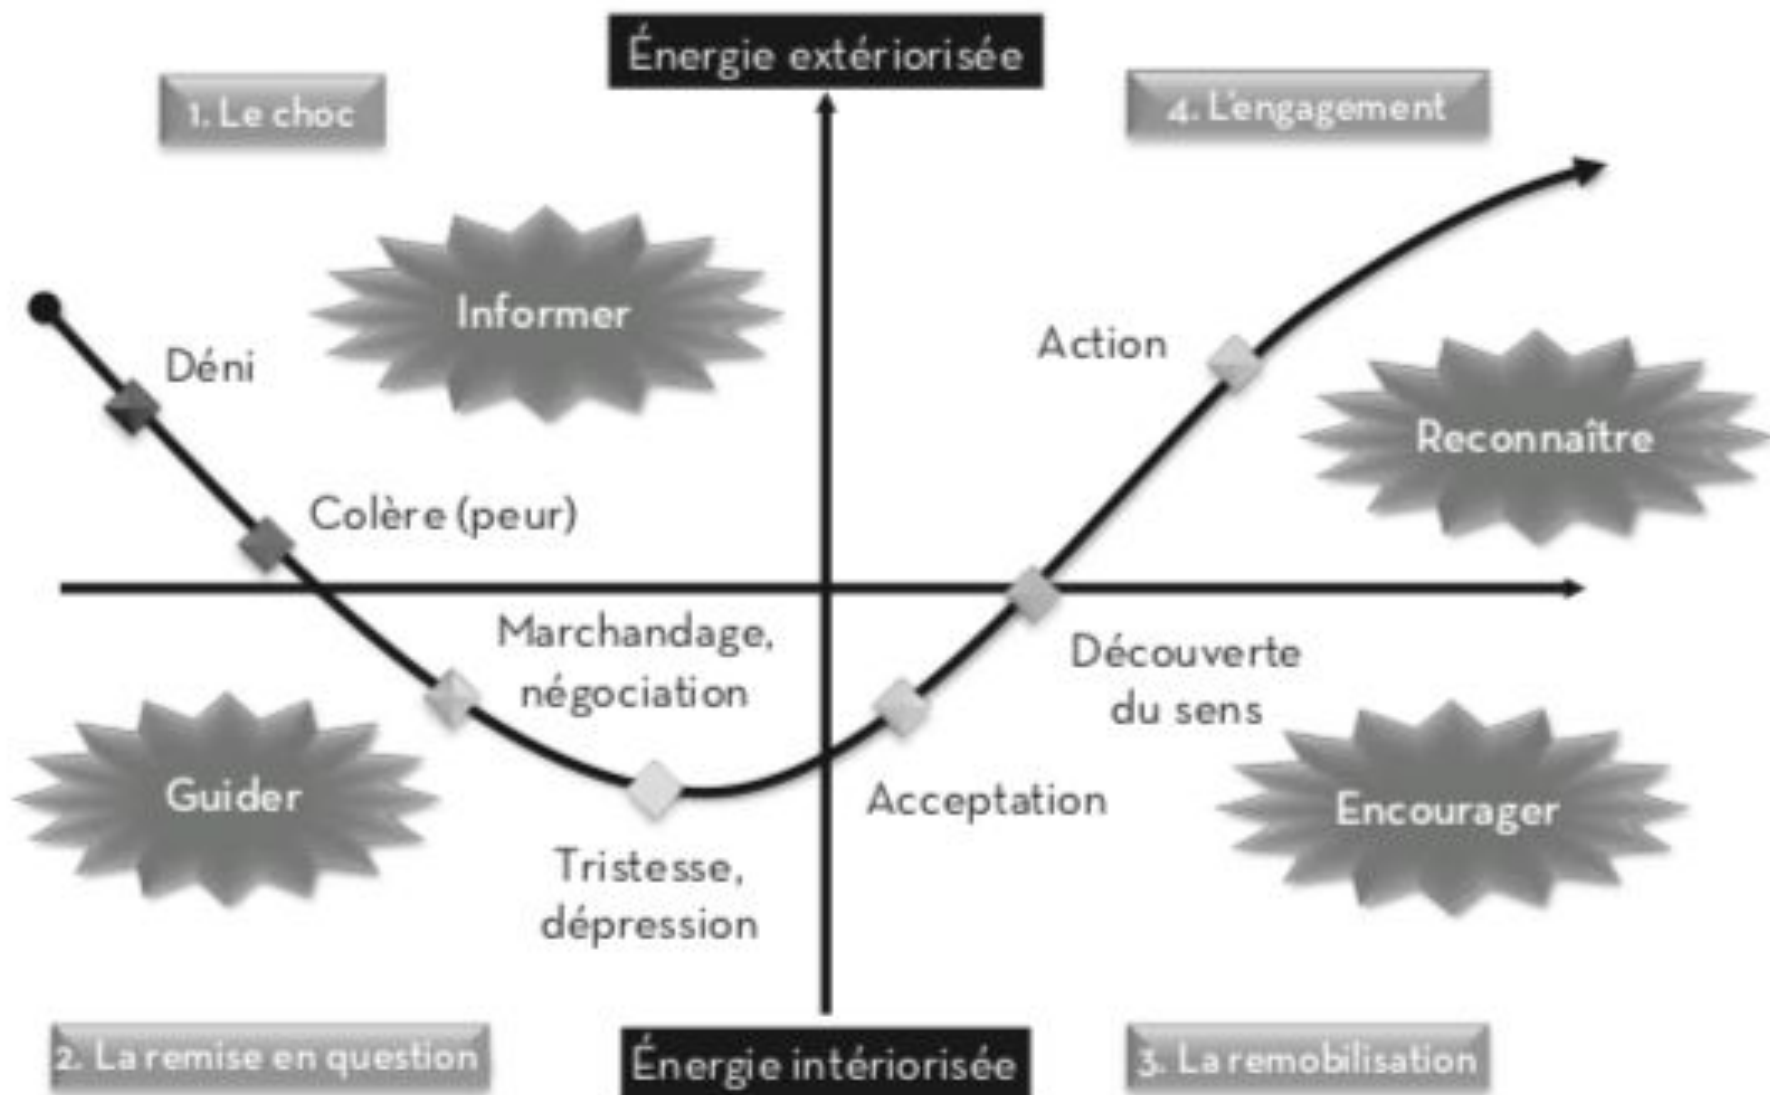 Énergie extériorisée
1. Le choc
4. L'engagement
Informer
Déni
Action
Reconnaître
Colère (peur)
Marchandage,
négociation
Découverte
du sens
Guider
Acceptation
Encourager
Tristesse,
dépression
2. La remise en question
Énergie intériorisée
3. La remobilisation